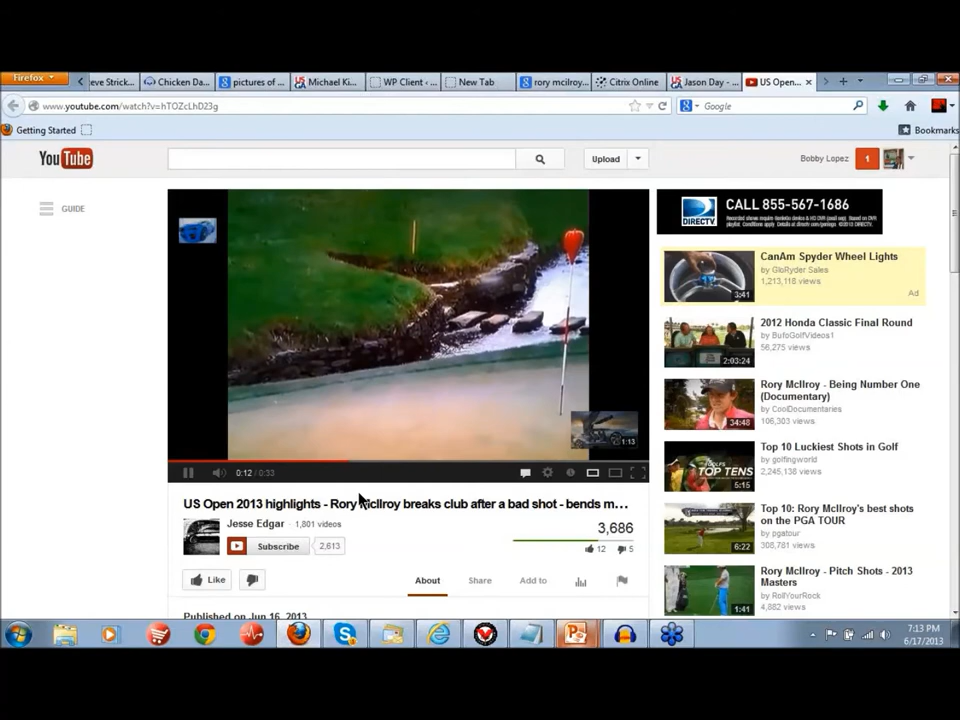 Firefox
eve Strick...
Chicken Da...
pictures of ...
Michael Ki...
WP Client - ...
New Tab
rory mcilroy...
Citrix Online
Jason Day - ...
US Open...
www.youtube.com/watch?v=hTOZcLhD23g
Google
Getting Started
Bookmarks
YouTube
Upload
Bobby Lopez
1
GUIDE
DIRECTV
CALL 855-567-1686
CanAm Spyder Wheel Lights
by GloRyder Sales
1,213,118 views
Ad
3:41
2012 Honda Classic Final Round
by BufoGolfVideos1
56,275 views
2:03:24
Rory McIlroy - Being Number One
(Documentary)
by CoolDocumentaries
106,303 views
34:48
Top 10 Luckiest Shots in Golf
by golfingworld
2,245,138 views
GOLF'S
TOP TENS
5:15
Top 10: Rory McIlroy's best shots
on the PGA TOUR
by pgatour
308,781 views
6:22
Rory McIlroy - Pitch Shots - 2013
Masters
by RollYourRock
4,882 views
1:41
1:13
0:12 / 0:33
US Open 2013 highlights - Rory McIlroy breaks club after a bad shot - bends m...
Jesse Edgar · 1,801 videos
Subscribe
2,613
3,686
12
5
Like
About
Share
Add to
Published on Jun 16, 2013
7:13 PM
6/17/2013